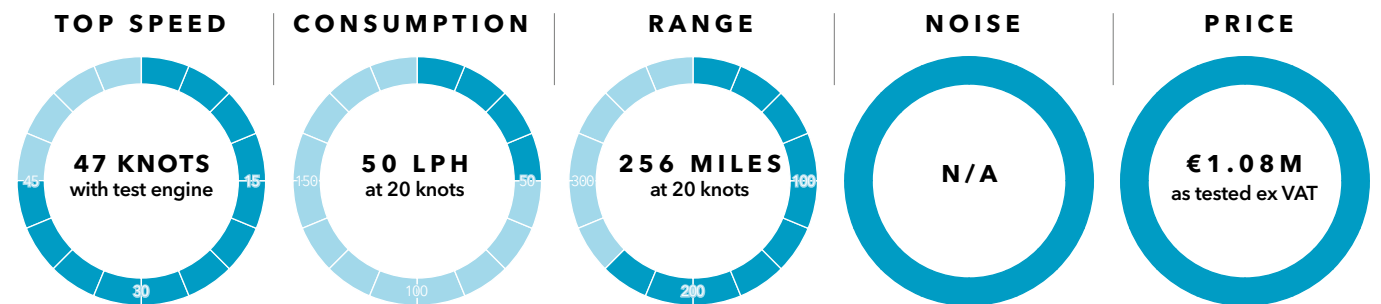 TOP SPEED
47 KNOTS
with test engine
15
30
45
CONSUMPTION
50 LPH
at 20 knots
50
100
150
RANGE
256 MILES
at 20 knots
100
200
300
NOISE
N/A
PRICE
€1.08M
as tested ex VAT